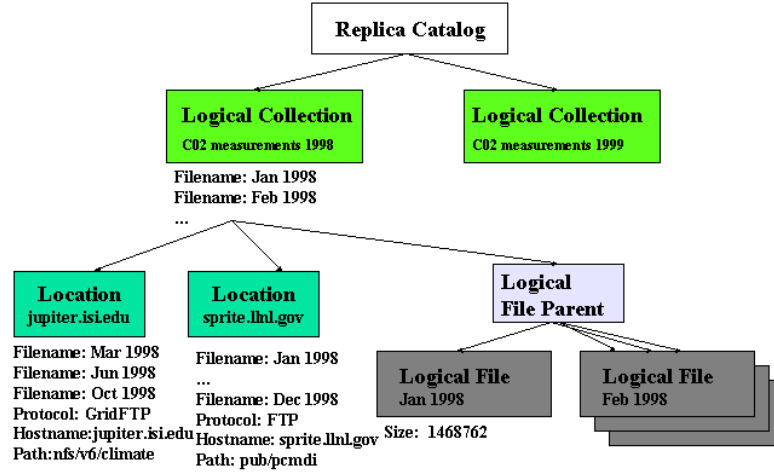 Replica Catalog
Logical Collection
C02 measurements 1998
Logical Collection
C02 measurements 1999
Filename: Jan 1998
Filename: Feb 1998
...
Location
jupiter.isi.edu
Location
sprite.llnl.gov
Logical
File Parent
Filename: Mar 1998
Filename: Jun 1998
Filename: Oct 1998
Protocol: GridFTP
Hostname:jupiter.isi.edu
Path:nfs/v6/climate
Filename: Jan 1998
...
Filename: Dec 1998
Protocol: FTP
Hostname: sprite.llnl.gov
Path: pub/pcmdi
Logical File
Jan 1998
Size: 1468762
Logical File
Feb 1998